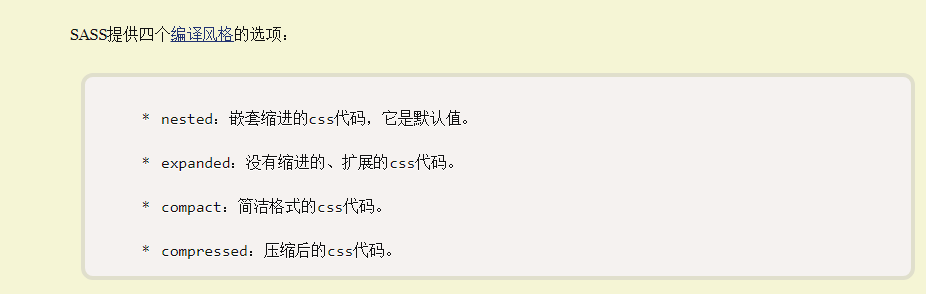 SASS提供四个编译风格的选项：
* nested：嵌套缩进的css代码，它是默认值。
* expanded：没有缩进的、扩展的css代码。
* compact：简洁格式的css代码。
* compressed：压缩后的css代码。